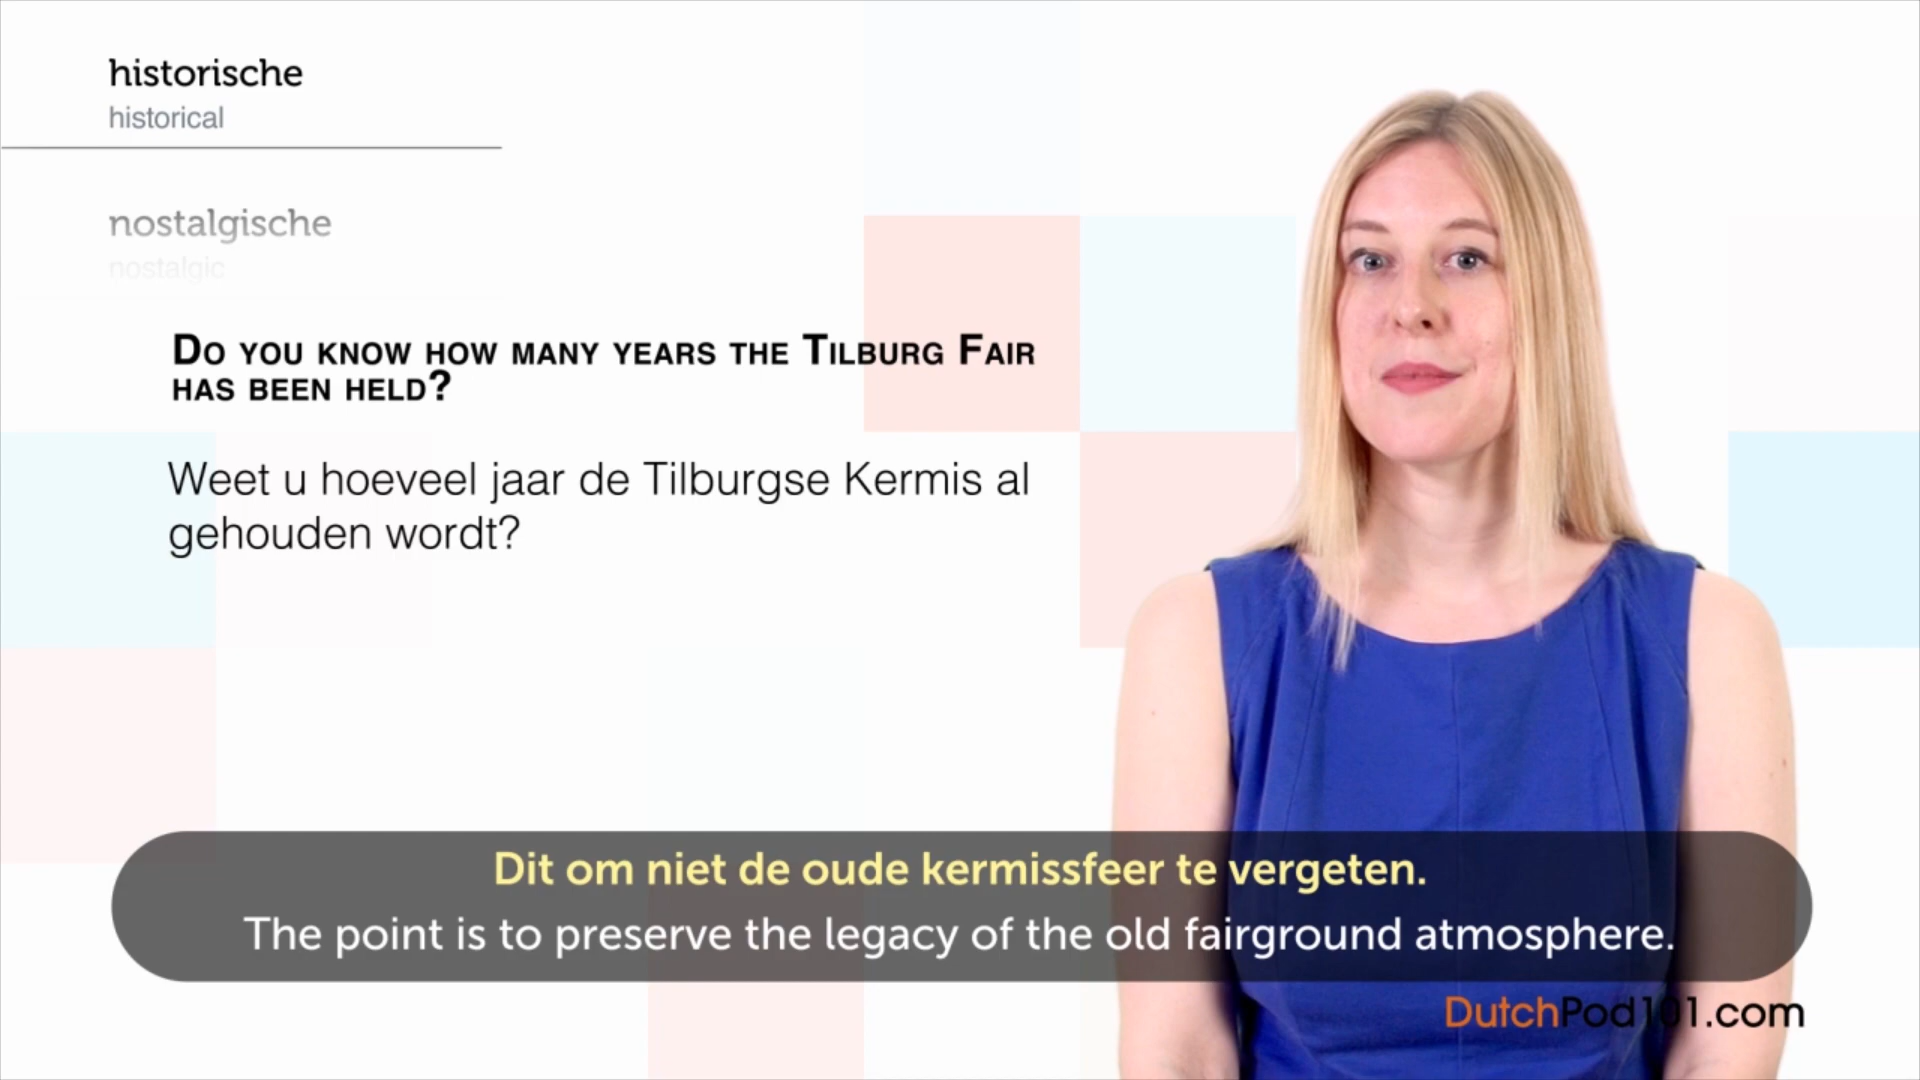 historische
historical
nostalgische
nostalgic
DO YOU KNOW HOW MANY YEARS THE TILBURG FAIR
HAS BEEN HELD?
Weet u hoeveel jaar de Tilburgse Kermis al
gehouden wordt?
Dit om niet de oude kermissfeer te vergeten.
The point is to preserve the legacy of the old fairground atmosphere.
DutchPod101.com